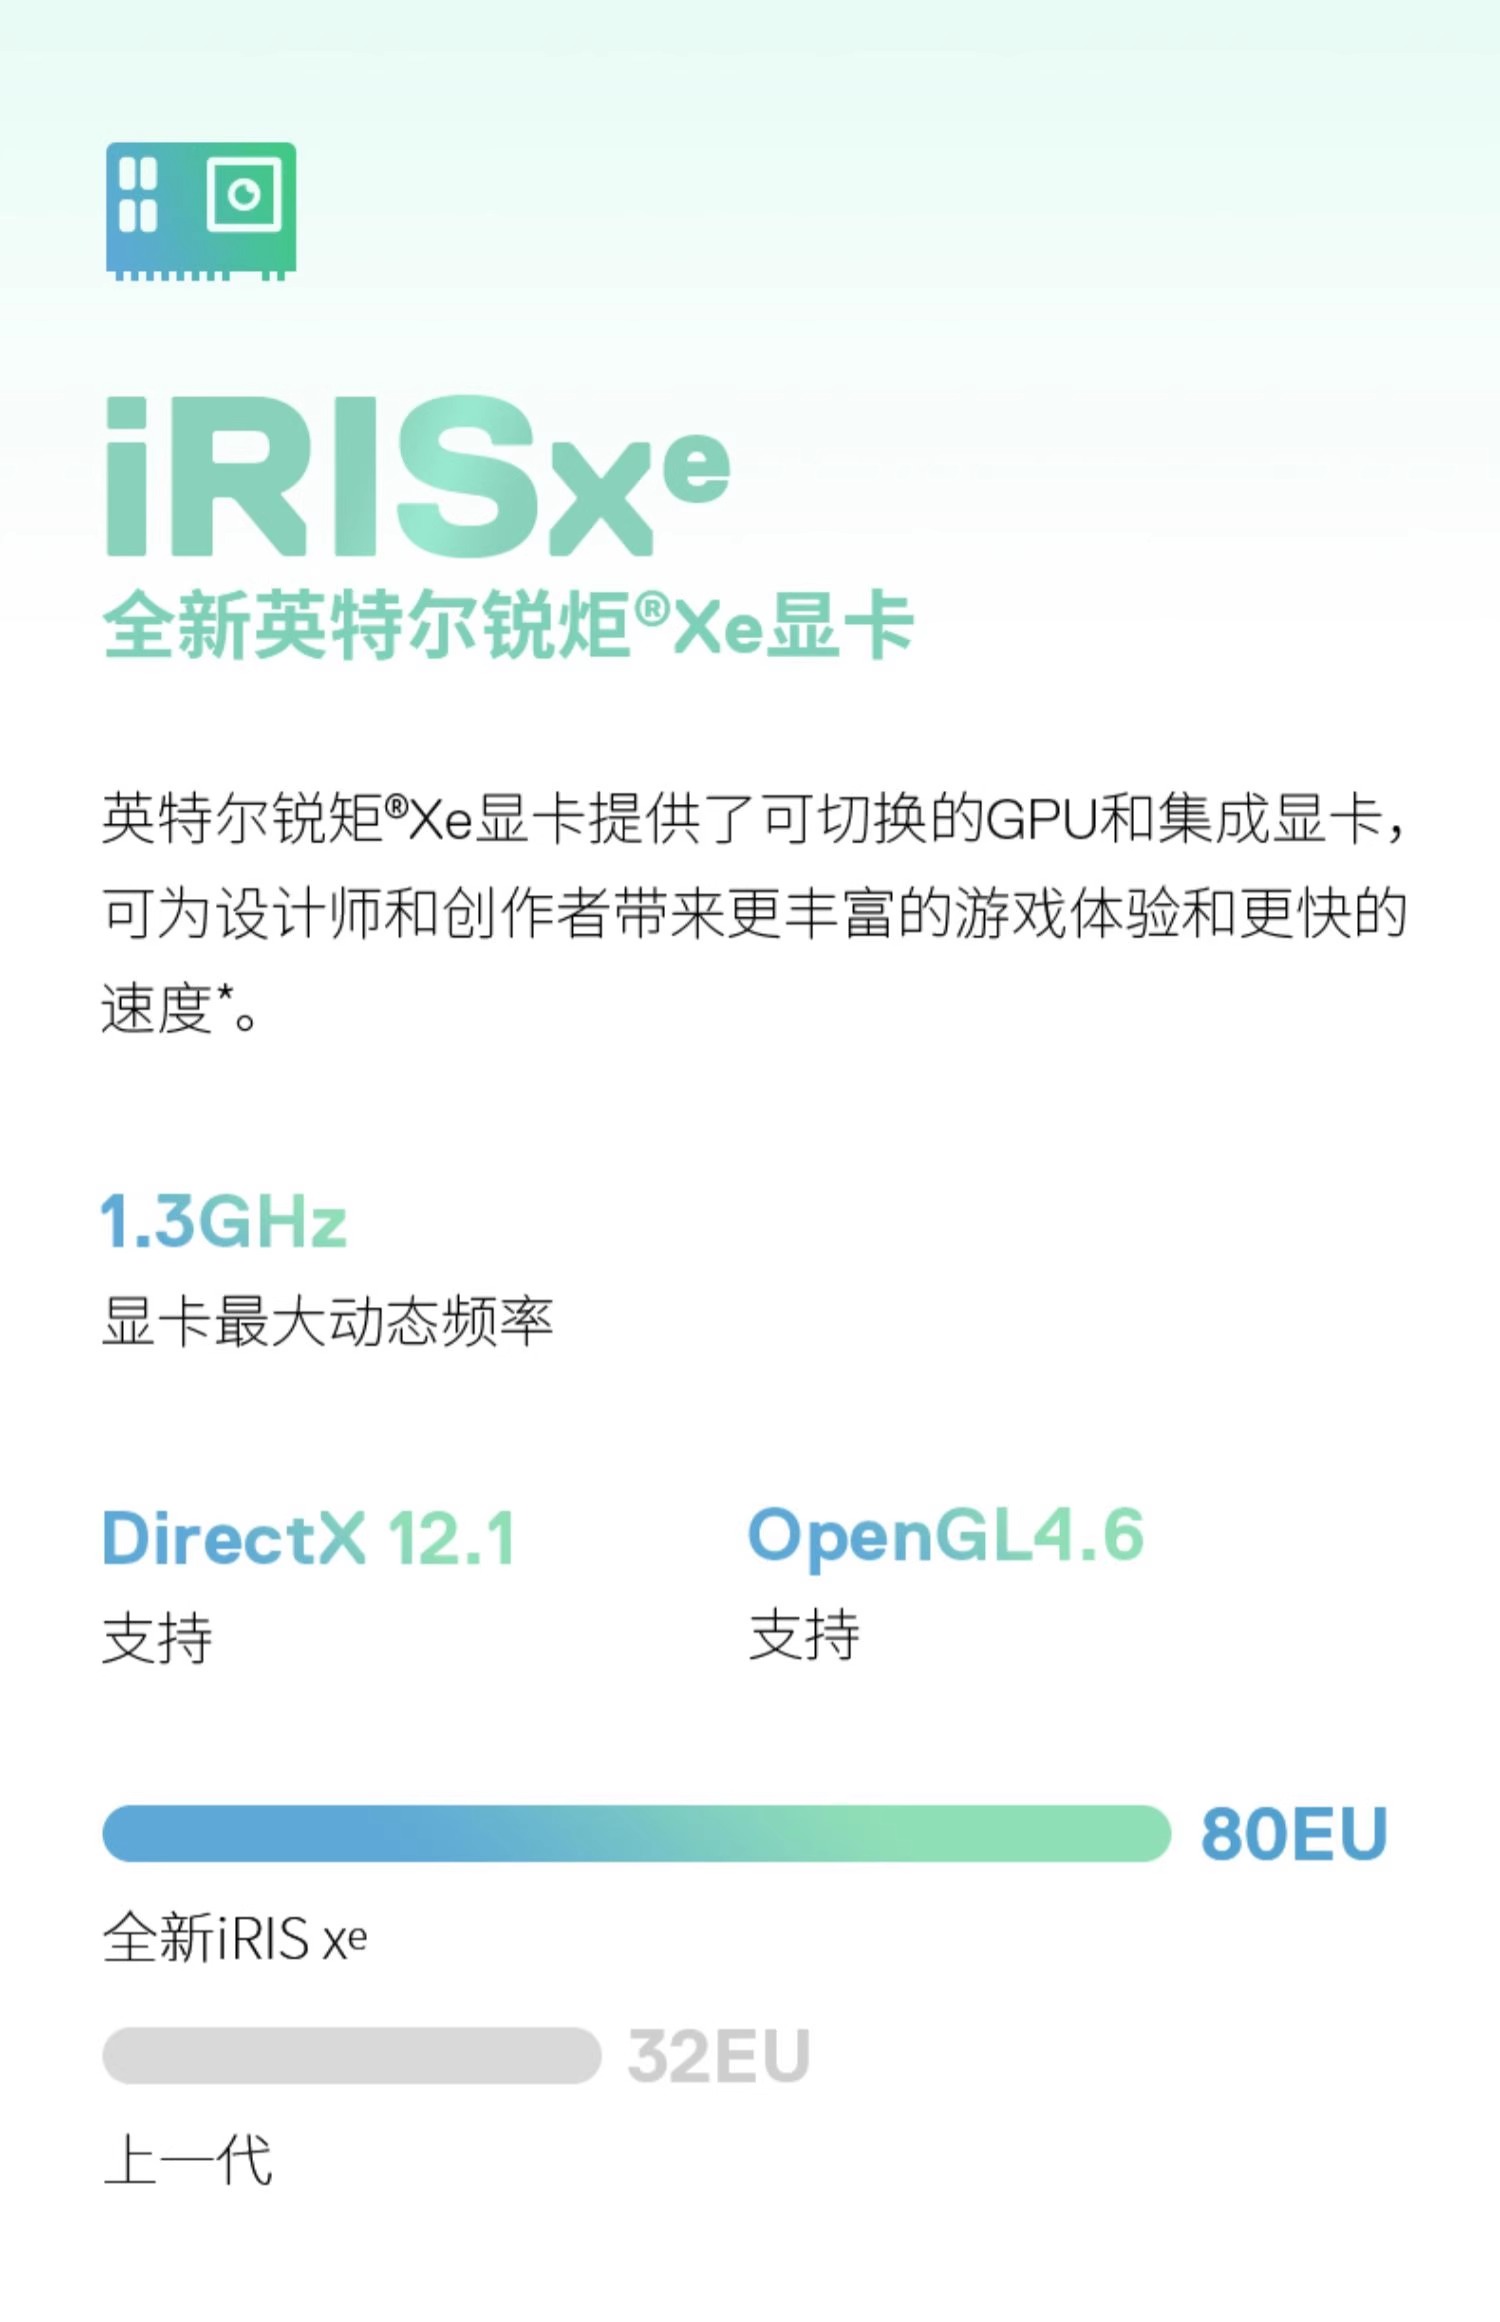 iRISxe
全新英特尔锐炬®Xe显卡
英特尔锐矩®Xe显卡提供了可切换的GPU和集成显卡，
可为设计师和创作者带来更丰富的游戏体验和更快的
速度*。
1.3GHz
显卡最大动态频率
DirectX 12.1
支持
OpenGL4.6
支持
80EU
全新iRIS xe
32EU
上一代